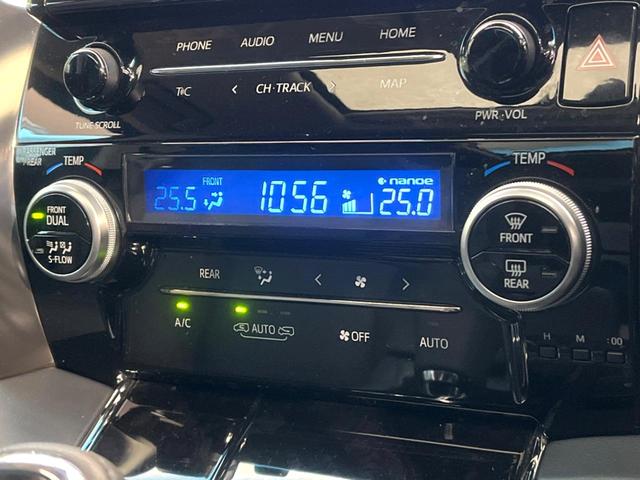 PHONE AUDIO MENU HOME
T/C < CH·TRACK > MAP
TUNE·SCROLL PWR·VOL
PASSENGER
/REAR
TEMP TEMP
25.5 FRONT 10:56 nanoe 25.0
FRONT
DUAL
S-FLOW
FRONT
REAR
REAR < >
A/C AUTO OFF AUTO
H M :00